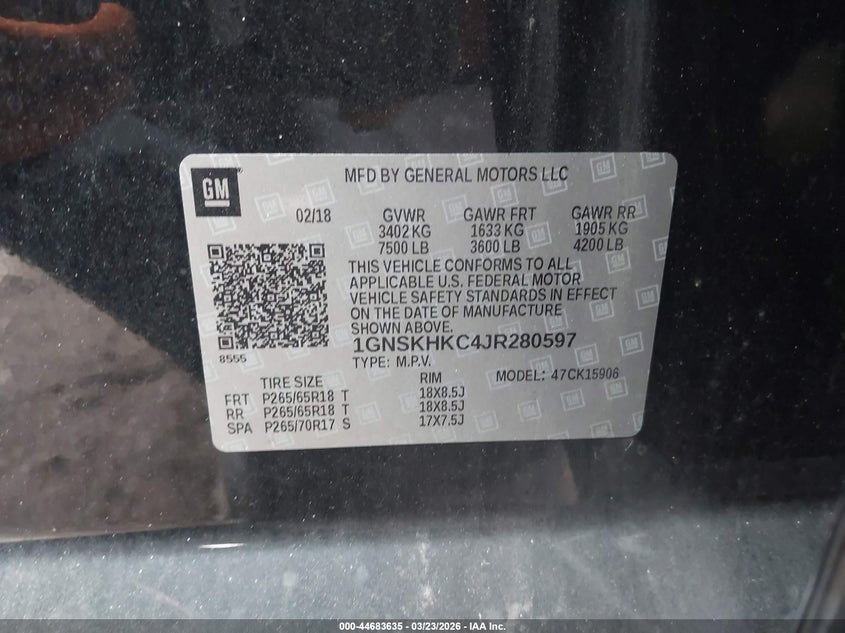 GM
MFD BY GENERAL MOTORS LLC
02/18 GVWR GAWR FRT GAWR RR
3402 KG 1633 KG 1905 KG
7500 LB 3600 LB 4200 LB
THIS VEHICLE CONFORMS TO ALL
APPLICABLE U.S. FEDERAL MOTOR
VEHICLE SAFETY STANDARDS IN EFFECT
ON THE DATE OF MANUFACTURE
SHOWN ABOVE.
8555
1GNSKHKC4JR280597
TYPE: M.P.V.
TIRE SIZE RIM MODEL: 47CK15906
FRT P265/65R18 T 18X8.5J
RR P265/65R18 T 18X8.5J
SPA P265/70R17 S 17X7.5J
000-44683635 - 03/23/2026 - IAA Inc.